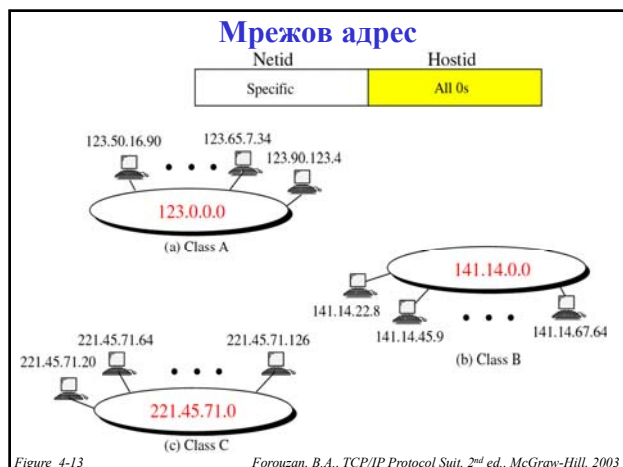 Мрежов адрес
Netid Hostid
Specific All 0s
123.50.16.90 123.65.7.34
123.90.123.4
123.0.0.0
(a) Class A
141.14.0.0
141.14.22.8
141.14.45.9 141.14.67.64
(b) Class B
221.45.71.64 221.45.71.126
221.45.71.20
221.45.71.0
(c) Class C
Figure 4-13 Forouzan, B.A., TCP/IP Protocol Suit, 2nd ed., McGraw-Hill, 2003